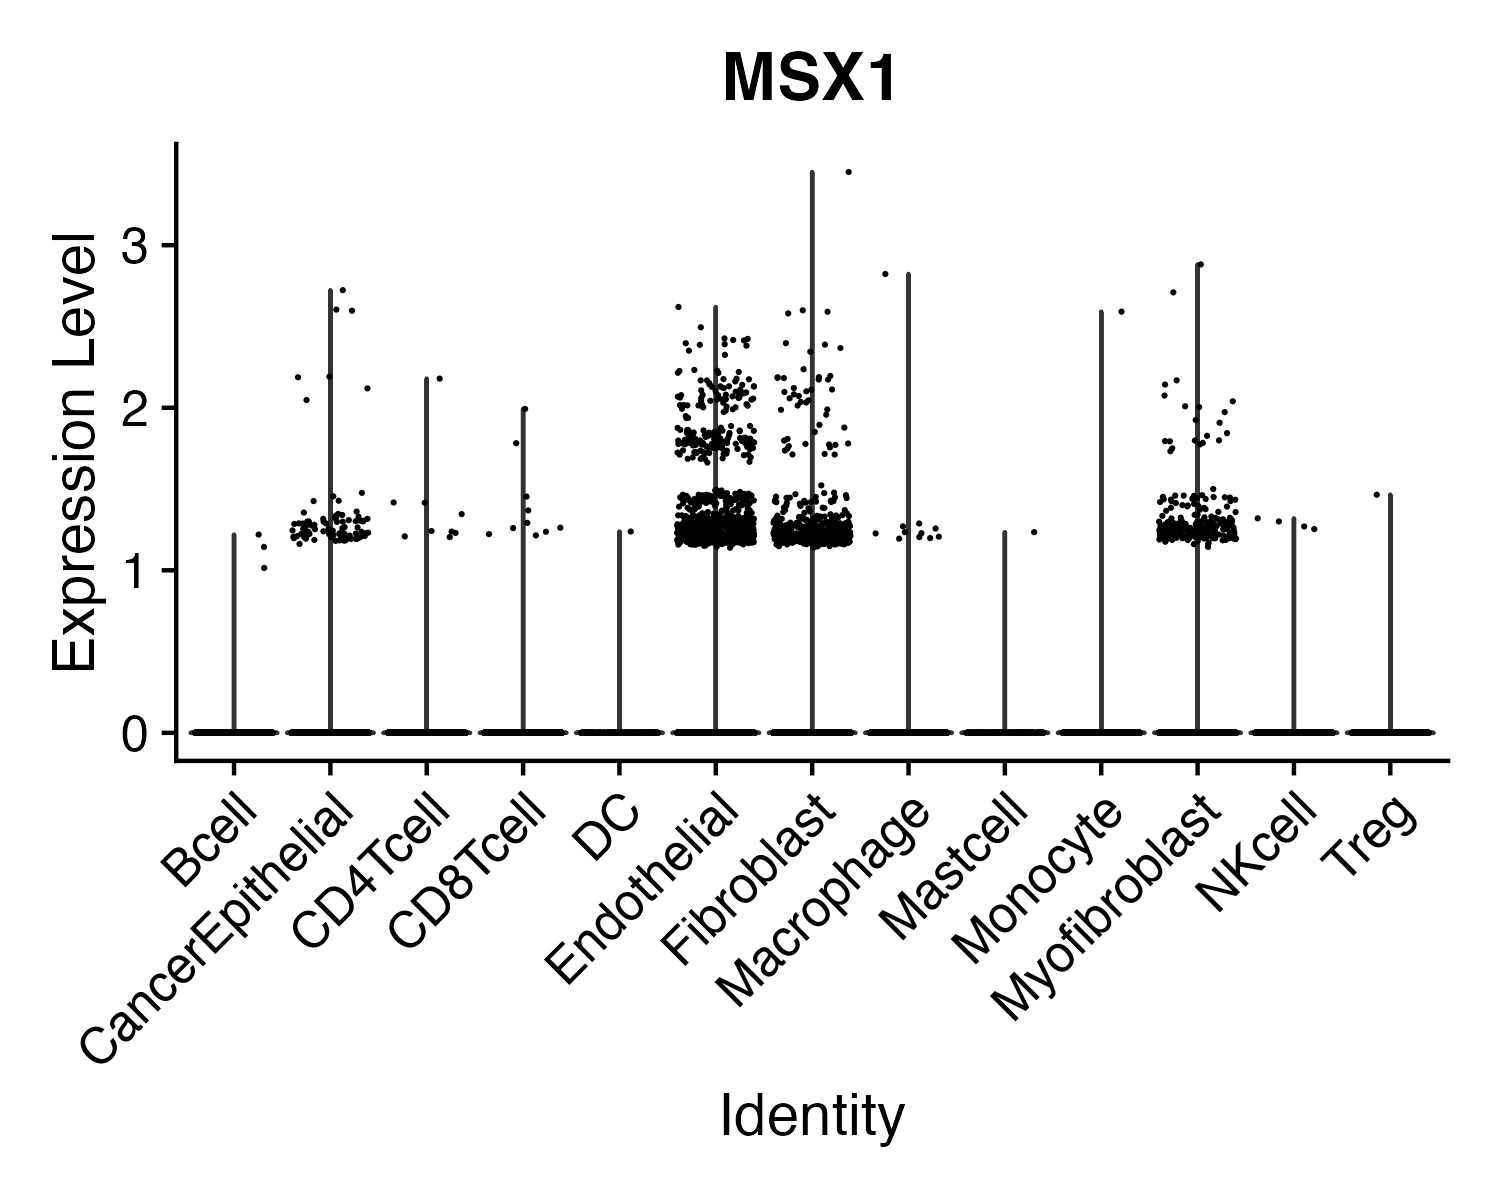 MSX1
Expression Level
3
2
1
0
Bcell
CancerEpithelial
CD4Tcell
CD8Tcell
DC
Endothelial
Fibroblast
Macrophage
Mastcell
Monocyte
Myofibroblast
NKcell
Treg
Identity